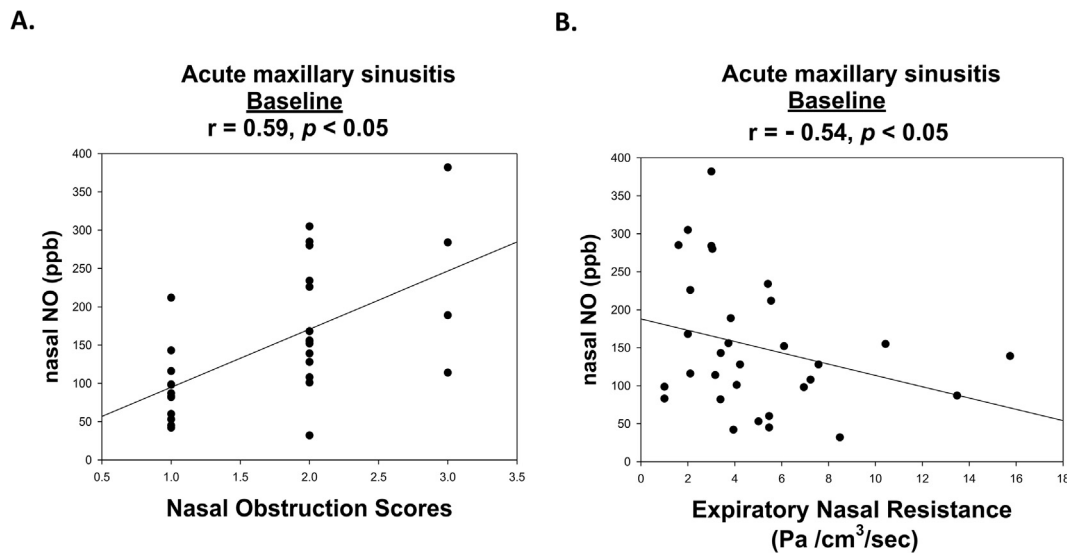 A.
Acute maxillary sinusitis
Baseline
r = 0.59, p < 0.05
400
350
300
250
200
150
100
50
0
nasal NO (ppb)
0.5 1.0 1.5 2.0 2.5 3.0 3.5
Nasal Obstruction Scores
B.
Acute maxillary sinusitis
Baseline
r = - 0.54, p < 0.05
400
350
300
250
200
150
100
50
0
nasal NO (ppb)
0 2 4 6 8 10 12 14 16 18
Expiratory Nasal Resistance
(Pa /cm³/sec)